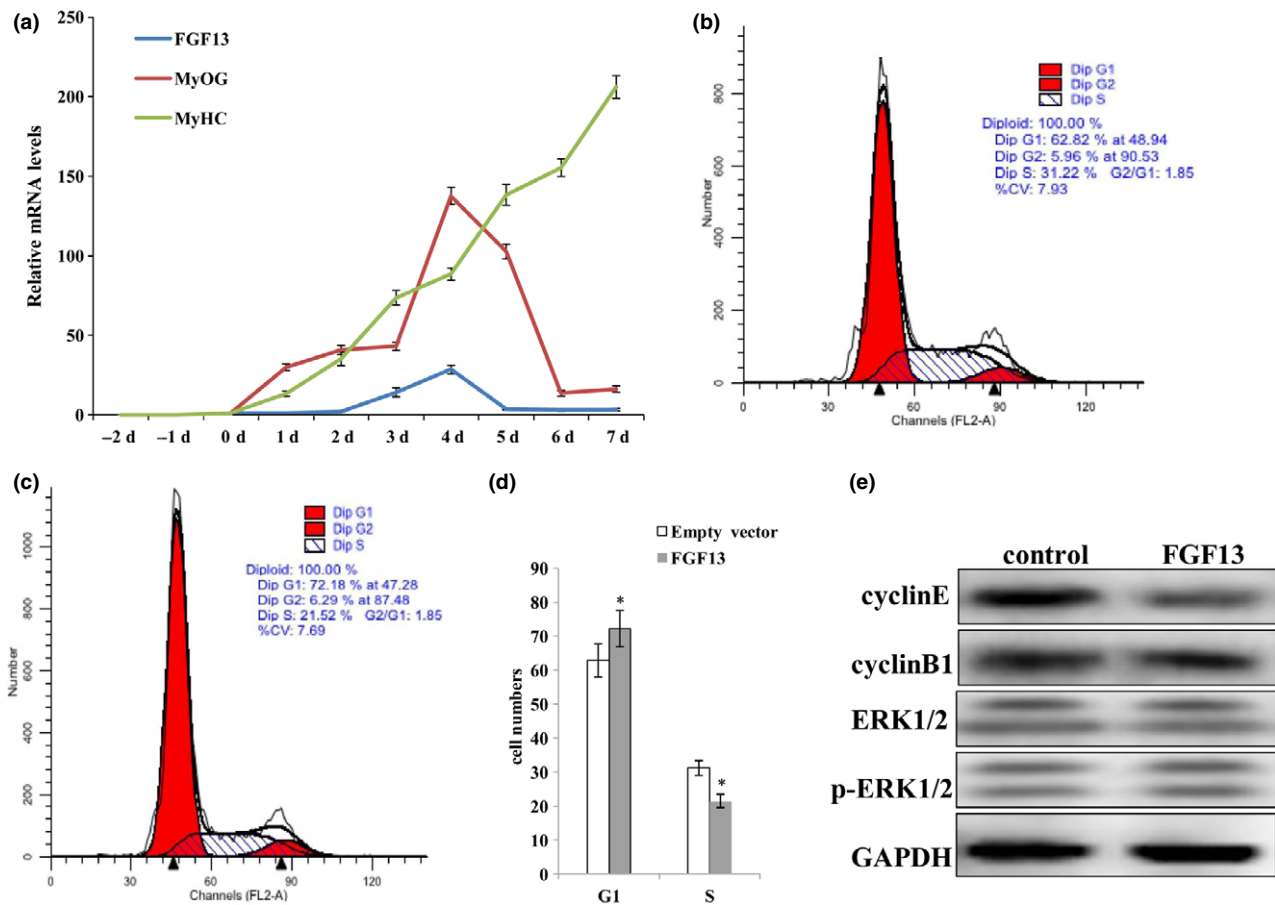 (a)
250
200
150
100
50
0
Relative mRNA levels
FGF13
MyOG
MyHC
−2 d −1 d 0 d 1 d 2 d 3 d 4 d 5 d 6 d 7 d
(b)
800
600
400
200
0
Number
Dip G1
Dip G2
Dip S
Diploid: 100.00 %
Dip G1: 62.82 % at 48.94
Dip G2: 5.96 % at 90.53
Dip S: 31.22 % G2/G1: 1.85
%CV: 7.93
0 30 60 90 120
Channels (FL2-A)
(c)
1000
800
600
400
200
0
Number
Dip G1
Dip G2
Dip S
Diploid: 100.00 %
Dip G1: 72.18 % at 47.28
Dip G2: 6.29 % at 87.48
Dip S: 21.52 % G2/G1: 1.85
%CV: 7.69
0 30 60 90 120
Channels (FL2-A)
(d)
Empty vector
FGF13
90
80
70
60
50
40
30
20
10
0
cell numbers
*
*
G1 S
(e)
control FGF13
cyclinE
cyclinB1
ERK1/2
p-ERK1/2
GAPDH